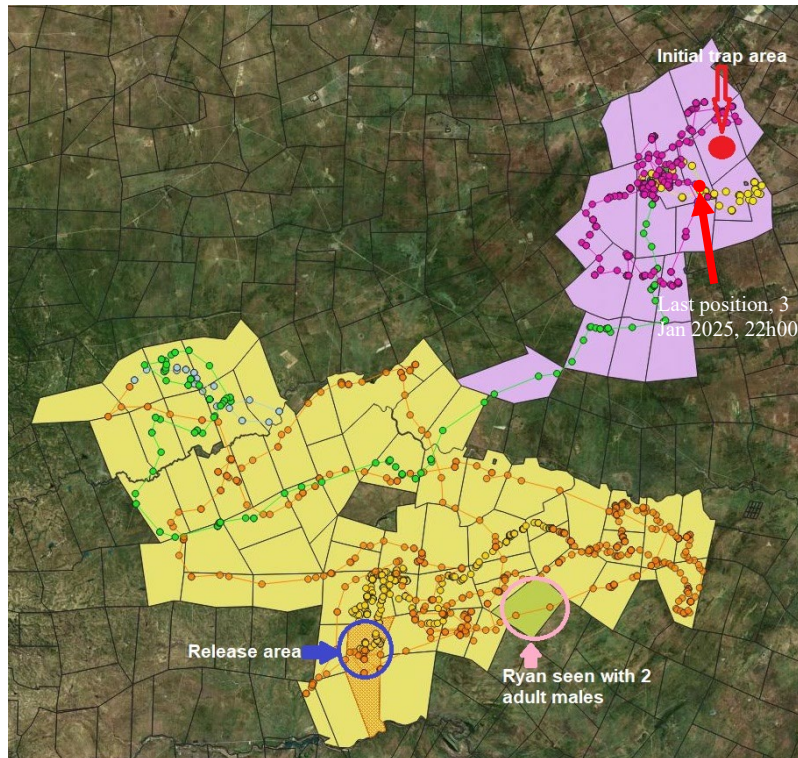 Initial trap area
Last position, 3
Jan 2025, 22h00
Release area
Ryan seen with 2
adult males